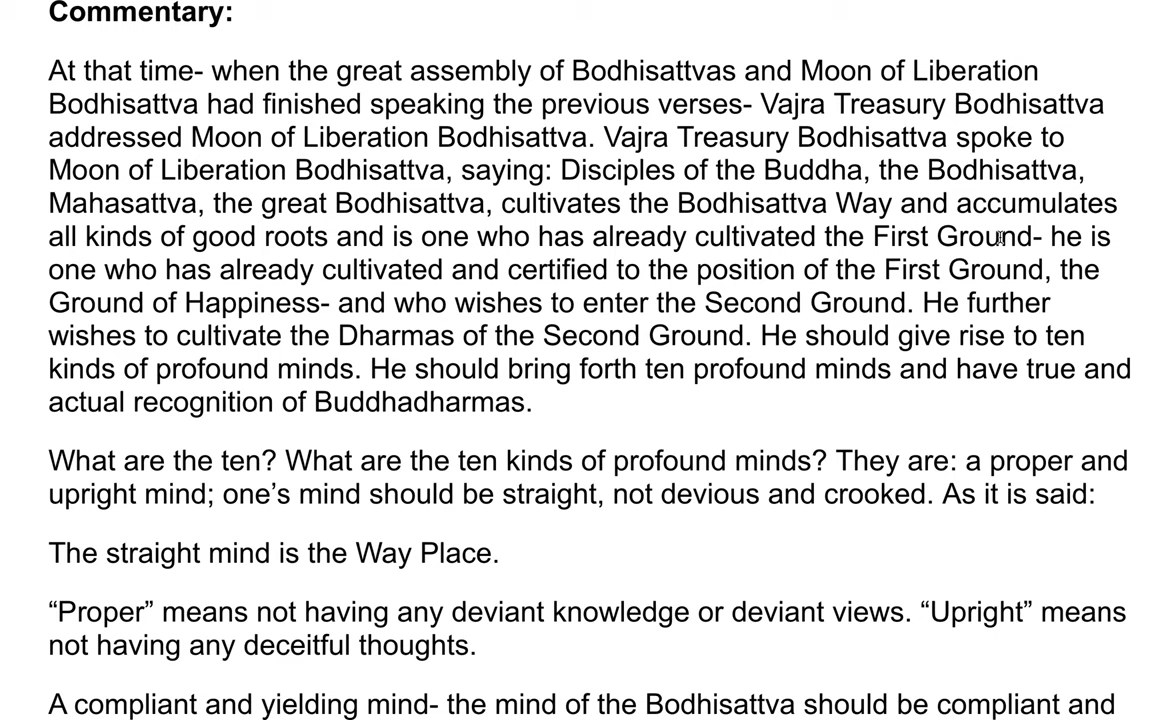 Commentary:
At that time- when the great assembly of Bodhisattvas and Moon of Liberation
Bodhisattva had finished speaking the previous verses- Vajra Treasury Bodhisattva
addressed Moon of Liberation Bodhisattva. Vajra Treasury Bodhisattva spoke to
Moon of Liberation Bodhisattva, saying: Disciples of the Buddha, the Bodhisattva,
Mahasattva, the great Bodhisattva, cultivates the Bodhisattva Way and accumulates
all kinds of good roots and is one who has already cultivated the First Ground- he is
one who has already cultivated and certified to the position of the First Ground, the
Ground of Happiness- and who wishes to enter the Second Ground. He further
wishes to cultivate the Dharmas of the Second Ground. He should give rise to ten
kinds of profound minds. He should bring forth ten profound minds and have true and
actual recognition of Buddhadharmas.
What are the ten? What are the ten kinds of profound minds? They are: a proper and
upright mind; one’s mind should be straight, not devious and crooked. As it is said:
The straight mind is the Way Place.
“Proper” means not having any deviant knowledge or deviant views. “Upright” means
not having any deceitful thoughts.
A compliant and yielding mind- the mind of the Bodhisattva should be compliant and